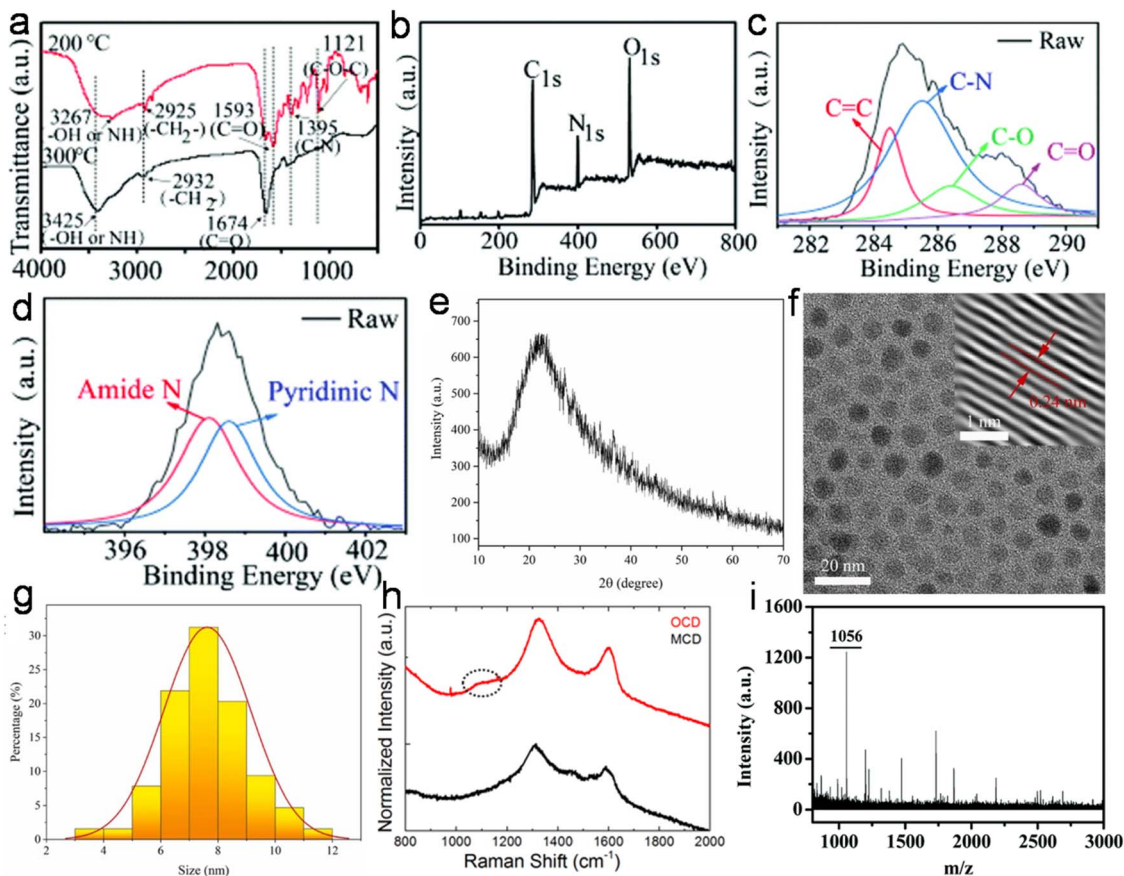 a
Transmittance (a.u.)
200 °C
1121
(C-O-C)
3267
-OH or NH)
2925
(-CH2-)
1593
(C=O)
1395
(C-N)
300°C
2932
(-CH2-)
3425
(-OH or NH)
1674
(C=O)
4000 3000 2000 1000
b
Intensity (a.u.)
C1s
N1s
O1s
0 200 400 600 800
Binding Energy (eV)
c
Intensity (a.u.)
Raw
C=C
C-N
C-O
C=O
282 284 286 288 290
Binding Energy (eV)
d
Intensity (a.u.)
Raw
Amide N
Pyridinic N
396 398 400 402
Binding Energy (eV)
e
Intensity (a.u.)
700
600
500
400
300
200
100
10 20 30 40 50 60 70
2θ (degree)
f
0.24 nm
1 nm
20 nm
g
Percentage (%)
30
25
20
15
10
5
0
2 4 6 8 10 12
Size (nm)
h
Normalized Intensity (a.u.)
OCD
MCD
800 1000 1200 1400 1600 1800 2000
Raman Shift (cm-1)
i
Intensity (a.u.)
1600
1200
800
400
0
1056
1000 1500 2000 2500 3000
m/z